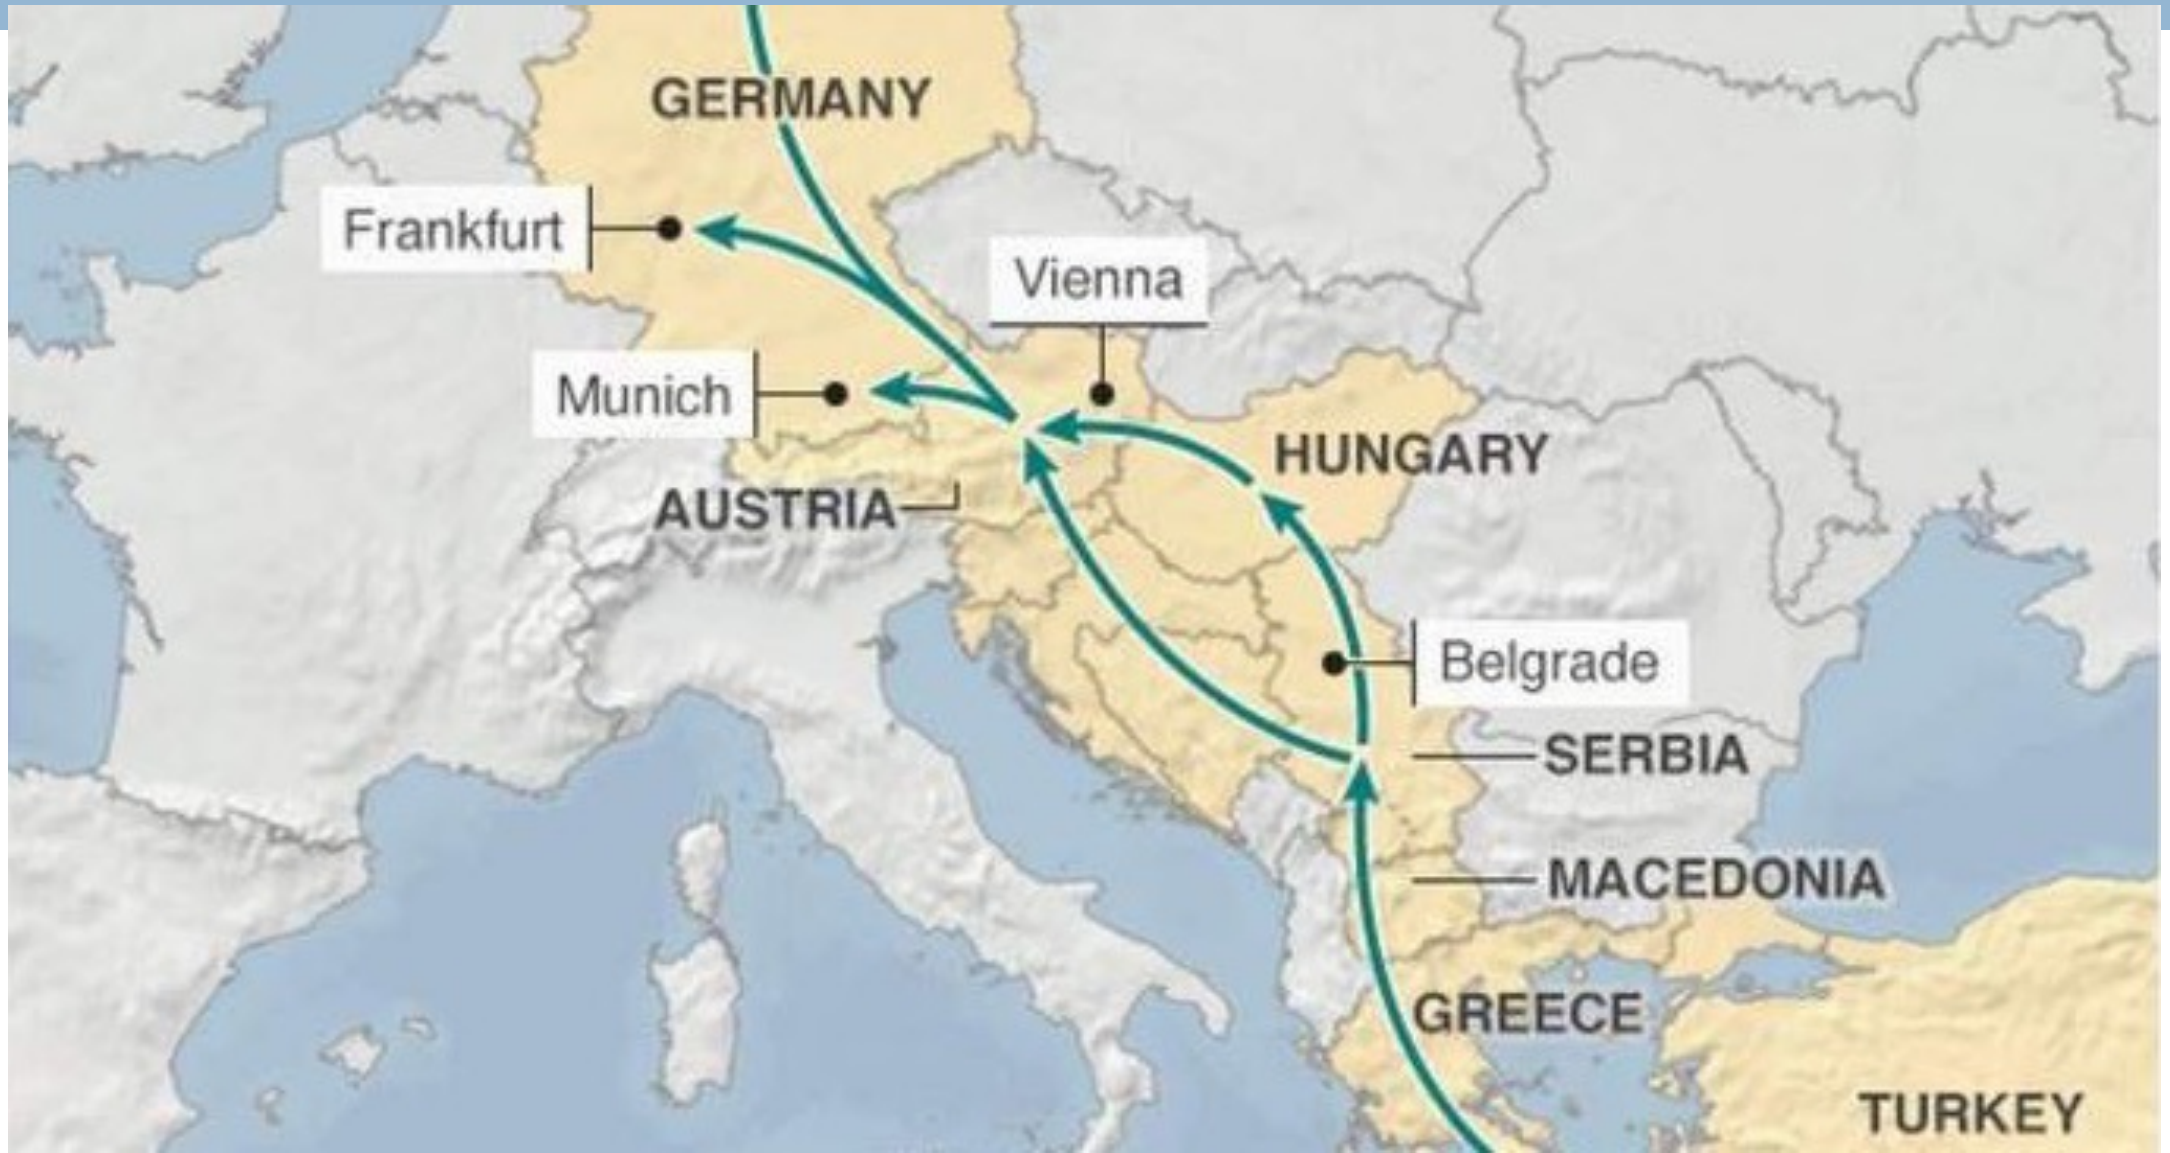 GERMANY
Frankfurt
Vienna
Munich
HUNGARY
AUSTRIA
Belgrade
SERBIA
MACEDONIA
GREECE
TURKEY